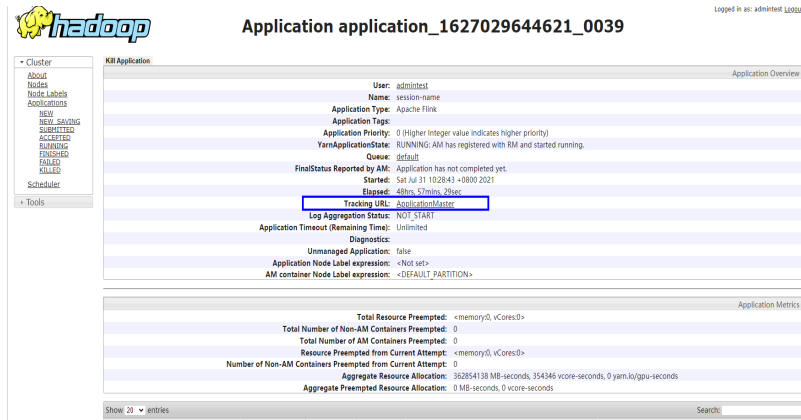 Logged in as: admintest Logou
hadoop
Application application_1627029644621_0039
Cluster
About
Nodes
Node Labels
Applications
NEW
NEW_SAVING
SUBMITTED
ACCEPTED
RUNNING
FINISHED
FAILED
KILLED
Scheduler
Tools
Kill Application
Application Overview
User: admintest
Name: session-name
Application Type: Apache Flink
Application Tags:
Application Priority: 0 (Higher Integer value indicates higher priority)
YarnApplicationState: RUNNING: AM has registered with RM and started running.
Queue: default
FinalStatus Reported by AM: Application has not completed yet.
Started: Sat Jul 31 10:28:43 +0800 2021
Elapsed: 48hrs, 57mins, 29sec
Tracking URL: ApplicationMaster
Log Aggregation Status: NOT_START
Application Timeout (Remaining Time): Unlimited
Diagnostics:
Unmanaged Application: false
Application Node Label expression: <Not set>
AM container Node Label expression: <DEFAULT_PARTITION>
Application Metrics
Total Resource Preempted: <memory:0, vCores:0>
Total Number of Non-AM Containers Preempted: 0
Total Number of AM Containers Preempted: 0
Resource Preempted from Current Attempt: <memory:0, vCores:0>
Number of Non-AM Containers Preempted from Current Attempt: 0
Aggregate Resource Allocation: 362854138 MB-seconds, 354346 vcore-seconds, 0 yarn.io/gpu-seconds
Aggregate Preempted Resource Allocation: 0 MB-seconds, 0 vcore-seconds
Show 20 entries
Search: